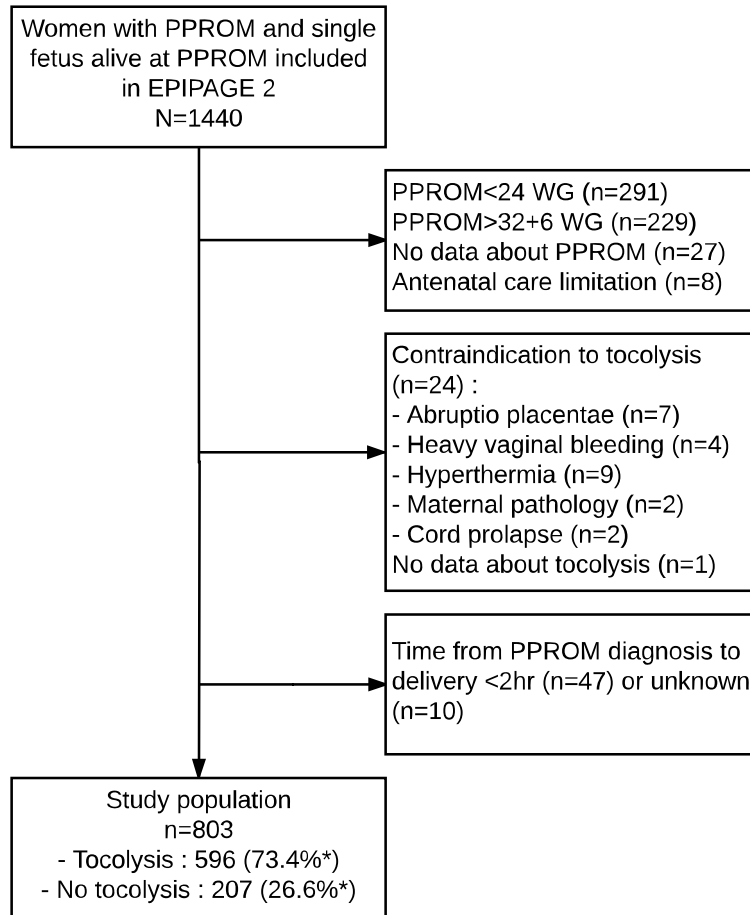 Women with PPROM and single
fetus alive at PPROM included
in EPIPAGE 2
N=1440
PPROM<24 WG (n=291)
PPROM>32+6 WG (n=229)
No data about PPROM (n=27)
Antenatal care limitation (n=8)
Contraindication to tocolysis
(n=24) :
- Abruptio placentae (n=7)
- Heavy vaginal bleeding (n=4)
- Hyperthermia (n=9)
- Maternal pathology (n=2)
- Cord prolapse (n=2)
No data about tocolysis (n=1)
Time from PPROM diagnosis to
delivery <2hr (n=47) or unknown
(n=10)
Study population
n=803
- Tocolysis : 596 (73.4%*)
- No tocolysis : 207 (26.6%*)